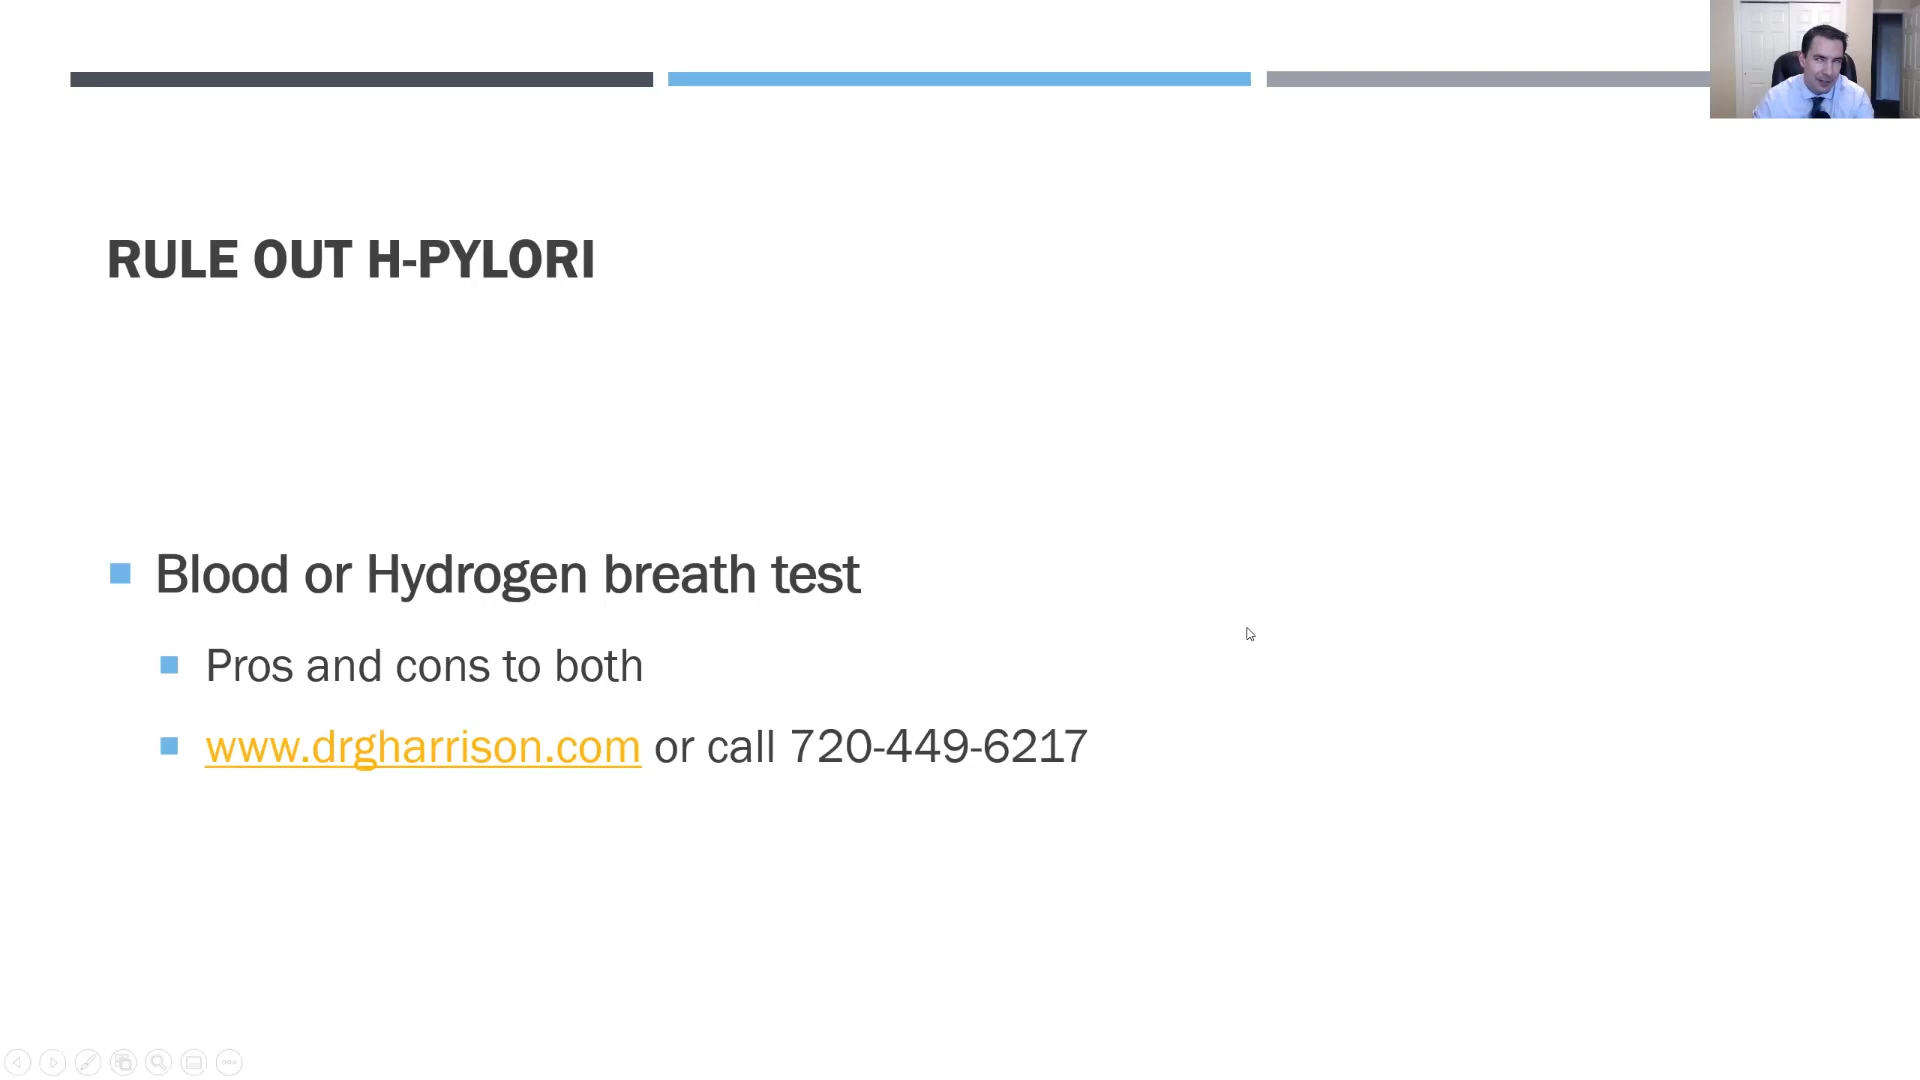 RULE OUT H-PYLORI
Blood or Hydrogen breath test
Pros and cons to both
www.drgharrison.com or call 720-449-6217